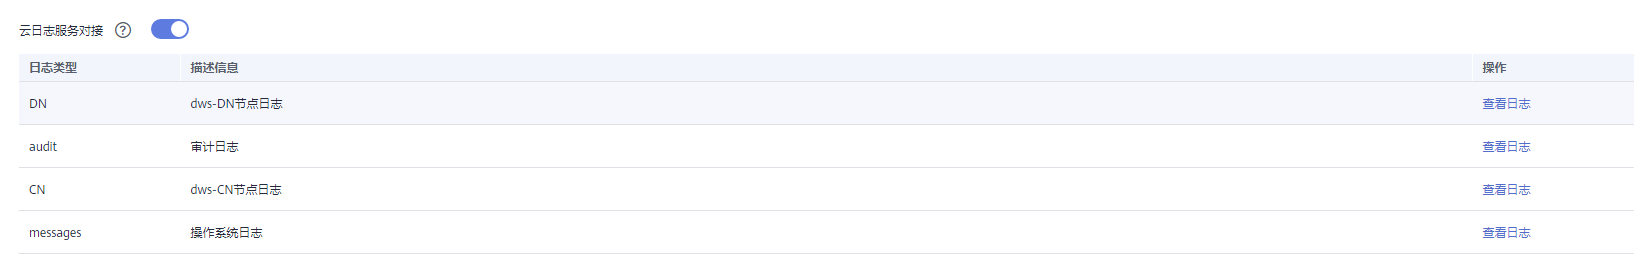 云日志服务对接 ?
日志类型 描述信息 操作
DN dws-DN节点日志 查看日志
audit 审计日志 查看日志
CN dws-CN节点日志 查看日志
messages 操作系统日志 查看日志